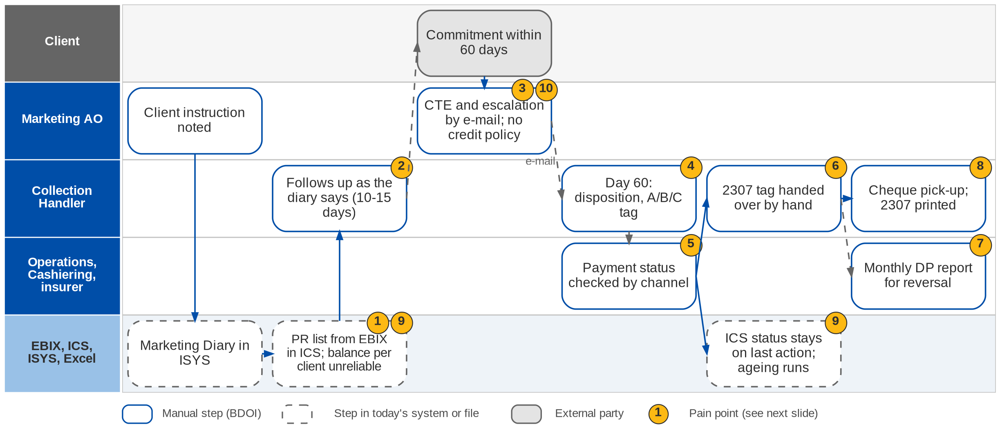 Client
Commitment within
60 days
Marketing AO
Client instruction
noted
3
10
CTE and escalation
by e-mail; no
credit policy
e-mail
Collection
Handler
2
Follows up as the
diary says (10-15
days)
4
Day 60:
disposition, A/B/C
tag
6
2307 tag handed
over by hand
8
Cheque pick-up;
2307 printed
Operations,
Cashiering,
insurer
5
Payment status
checked by channel
7
Monthly DP report
for reversal
EBIX, ICS,
ISYS, Excel
Marketing Diary in
ISYS
1
9
PR list from EBIX
in ICS; balance per
client unreliable
9
ICS status stays
on last action;
ageing runs
Manual step (BDOI)
Step in today's system or file
External party
1
Pain point (see next slide)